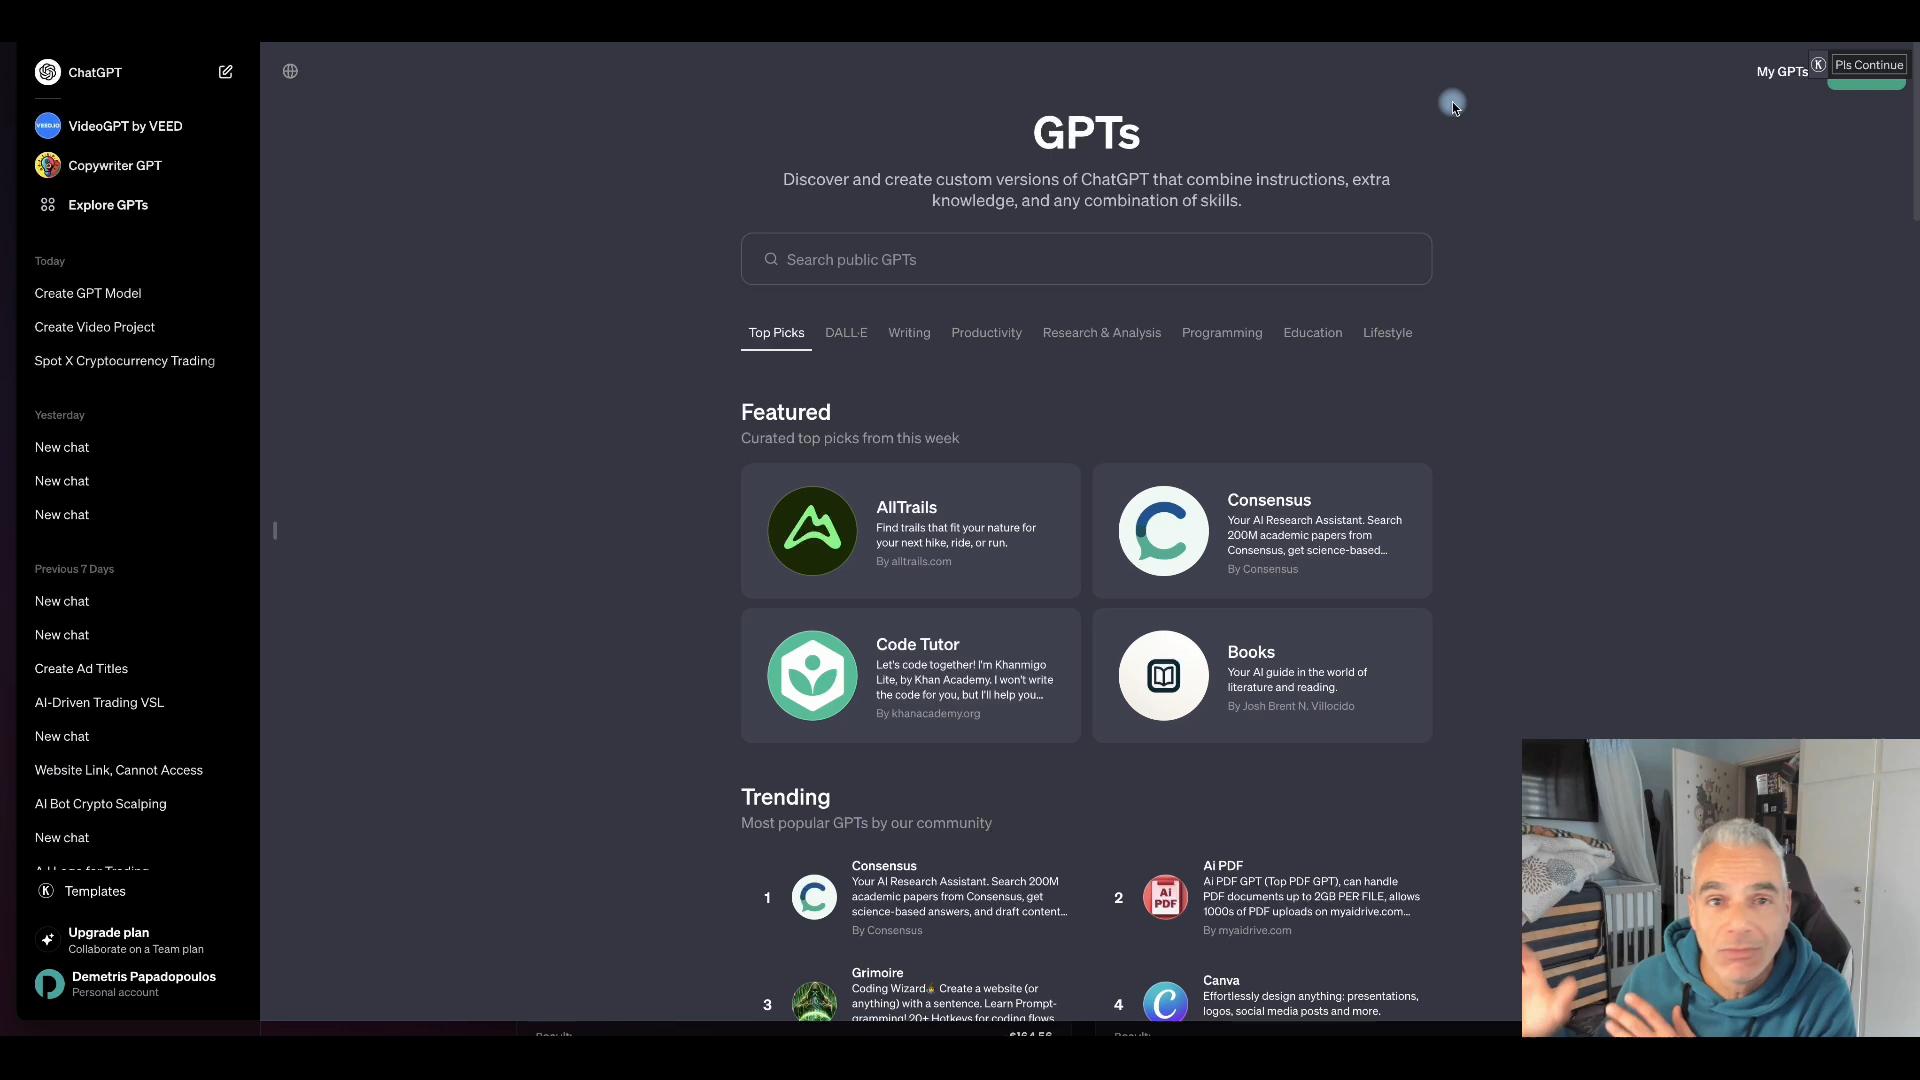 ChatGPT
VideoGPT by VEED
Copywriter GPT
Explore GPTs
Today
Create GPT Model
Create Video Project
Spot X Cryptocurrency Trading
Yesterday
New chat
New chat
New chat
Previous 7 Days
New chat
New chat
Create Ad Titles
AI-Driven Trading VSL
New chat
Website Link, Cannot Access
AI Bot Crypto Scalping
New chat
Templates
Upgrade plan
Collaborate on a Team plan
Demetris Papadopoulos
Personal account
My GPTs
K
Pls Continue
GPTs
Discover and create custom versions of ChatGPT that combine instructions, extra
knowledge, and any combination of skills.
Search public GPTs
Top Picks DALL·E Writing Productivity Research & Analysis Programming Education Lifestyle
Featured
Curated top picks from this week
AllTrails
Find trails that fit your nature for
your next hike, ride, or run.
By alltrails.com
Consensus
Your AI Research Assistant. Search
200M academic papers from
Consensus, get science-based...
By Consensus
Code Tutor
Let's code together! I'm Khanmigo
Lite, by Khan Academy. I won't write
the code for you, but I'll help you...
By khanacademy.org
Books
Your AI guide in the world of
literature and reading.
By Josh Brent N. Villocido
Trending
Most popular GPTs by our community
1
Consensus
Your AI Research Assistant. Search 200M
academic papers from Consensus, get
science-based answers, and draft content...
By Consensus
2
Ai PDF
Ai PDF
Ai PDF GPT (Top PDF GPT), can handle
PDF documents up to 2GB PER FILE, allows
1000s of PDF uploads on myaidrive.com...
By myaidrive.com
3
Grimoire
Coding Wizard🧙 Create a website (or
anything) with a sentence. Learn Prompt-
gramming! 20+ Hotkeys for coding flows
4
Canva
Effortlessly design anything: presentations,
logos, social media posts and more.